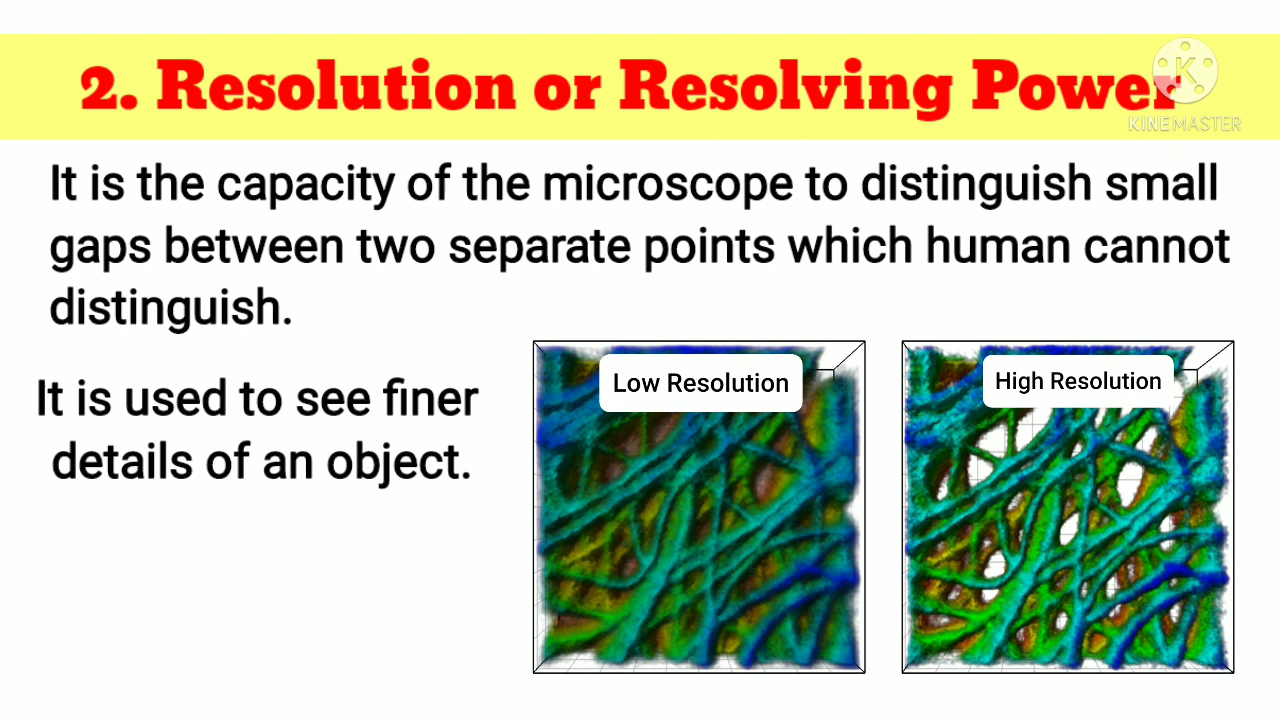 2. Resolution or Resolving Power
K
KINEMASTER
It is the capacity of the microscope to distinguish small
gaps between two separate points which human cannot
distinguish.
It is used to see finer
details of an object.
Low Resolution
High Resolution